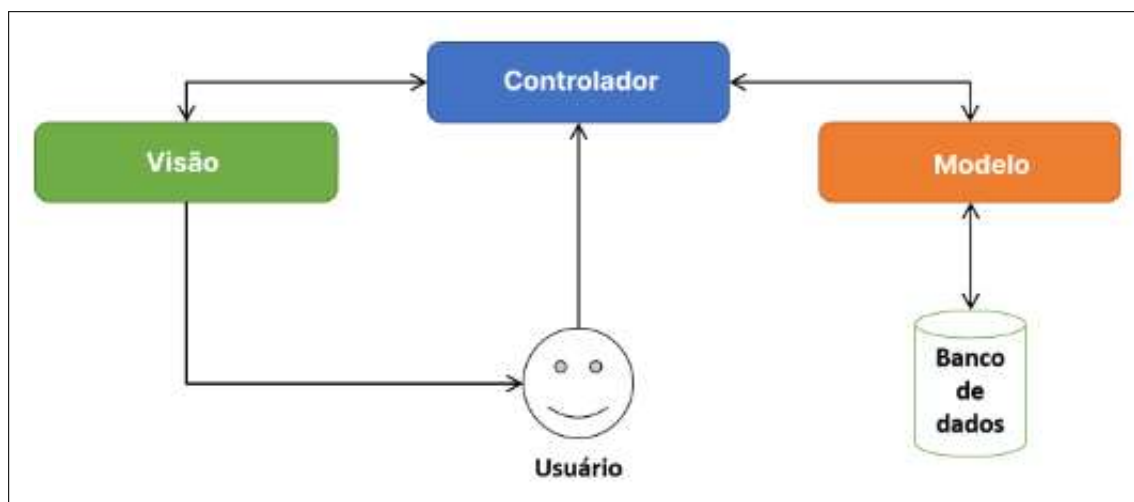 Controlador
Visão
Modelo
Banco
de
dados
Usuário